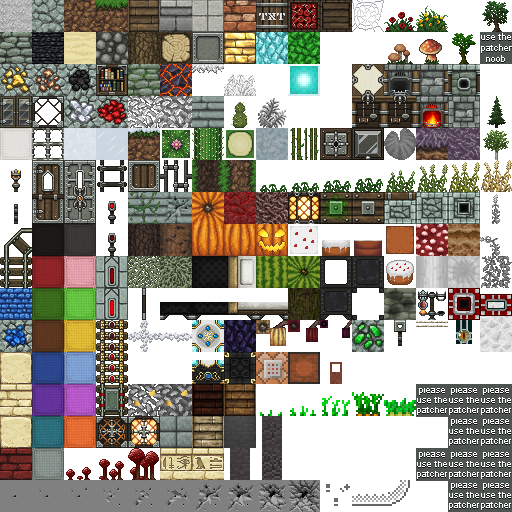 TNT
use the
patcher
noob
please please please
use the use the use the
patcher patcher patcher
please please
use the use the
patcher patcher
please please please
use the use the use the
patcher patcher patcher
please please
use the use the
patcher patcher